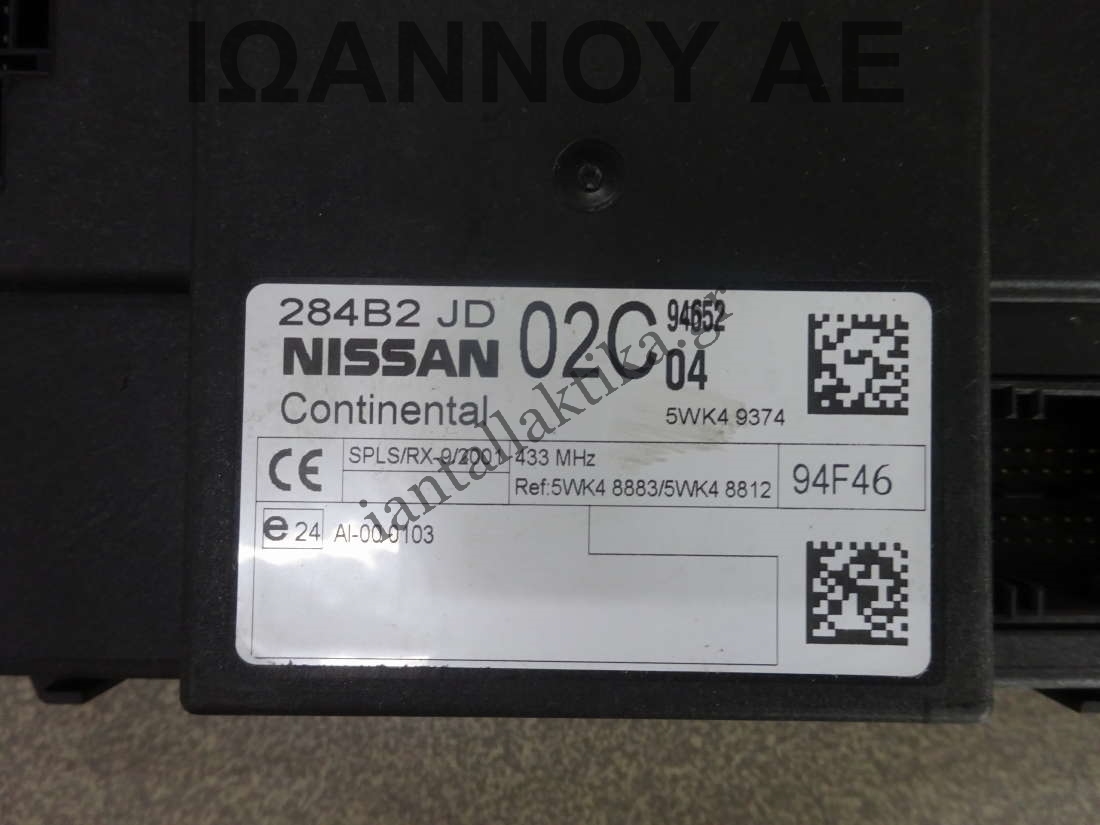 ΙΩΑΝΝΟΥ ΑΕ
284B2 JD 02C 94652
NISSAN 04
Continental 5WK4 9374
CE SPLS/RX-9/2001 433 MHz
Ref:5WK4 8883/5WK4 8812 94F46
e 24 AI-00 0103
iantallaktika.gr